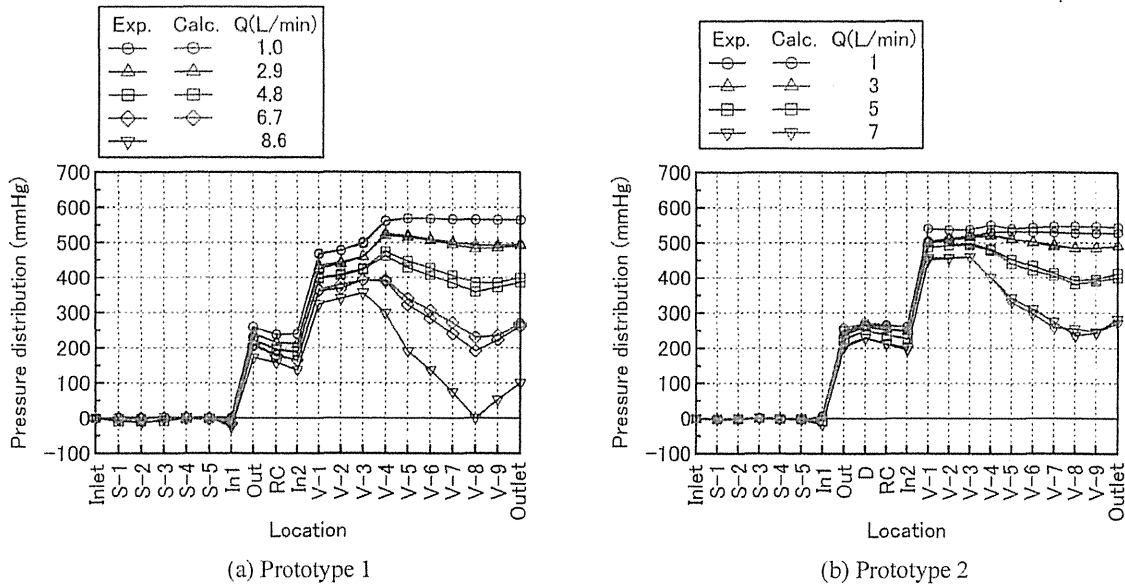 Exp. Calc. Q(L/min)
1.0
2.9
4.8
6.7
8.6
Pressure distribution (mmHg)
700
600
500
400
300
200
100
0
-100
Inlet
S-1
S-2
S-3
S-4
S-5
In1
Out
RC
In2
V-1
V-2
V-3
V-4
V-5
V-6
V-7
V-8
V-9
Outlet
Location
(a) Prototype 1
Exp. Calc. Q(L/min)
1
3
5
7
Pressure distribution (mmHg)
700
600
500
400
300
200
100
0
-100
Inlet
S-1
S-2
S-3
S-4
S-5
In1
Out
D
RC
In2
V-1
V-2
V-3
V-4
V-5
V-6
V-7
V-8
V-9
Outlet
Location
(b) Prototype 2